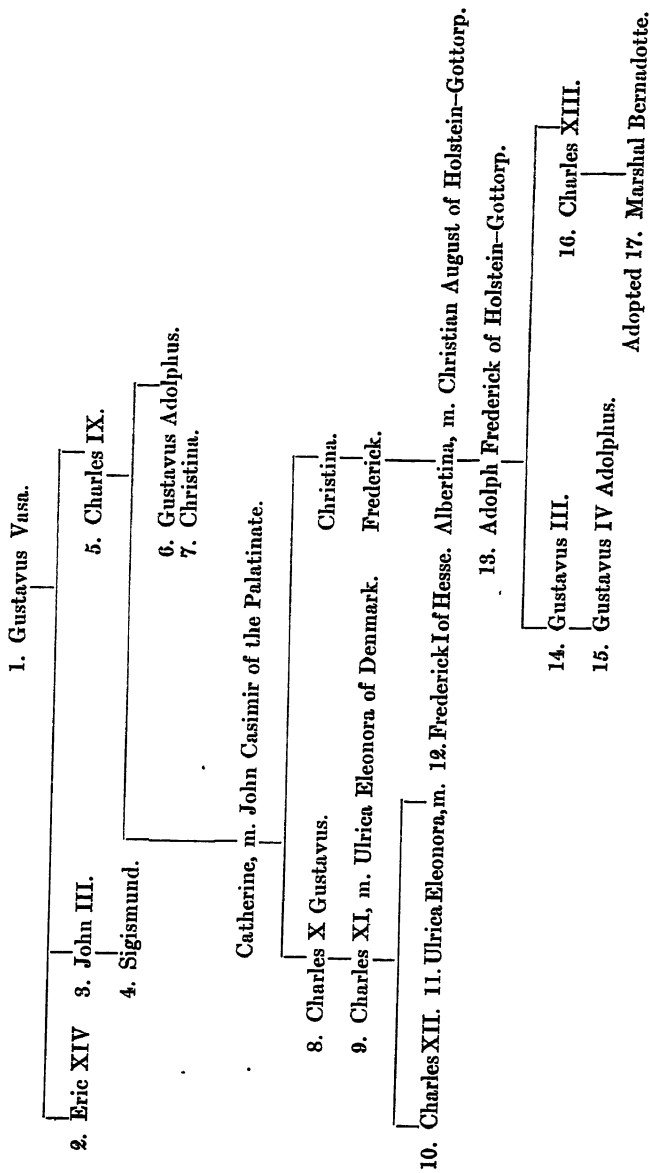 1. Gustavus Vasa.
2. Eric XIV 3. John III. 5. Charles IX.
4. Sigismund. 6. Gustavus Adolphus.
7. Christina.
Catherine, m. John Casimir of the Palatinate.
8. Charles X Gustavus. Christina.
9. Charles XI, m. Ulrica Eleonora of Denmark. Frederick.
10. Charles XII. 11. Ulrica Eleonora, m. 12. Frederick I of Hesse. Albertina, m. Christian August of Holstein-Gottorp.
13. Adolph Frederick of Holstein-Gottorp.
14. Gustavus III. 16. Charles XIII.
15. Gustavus IV Adolphus.
Adopted 17. Marshal Bernadotte.